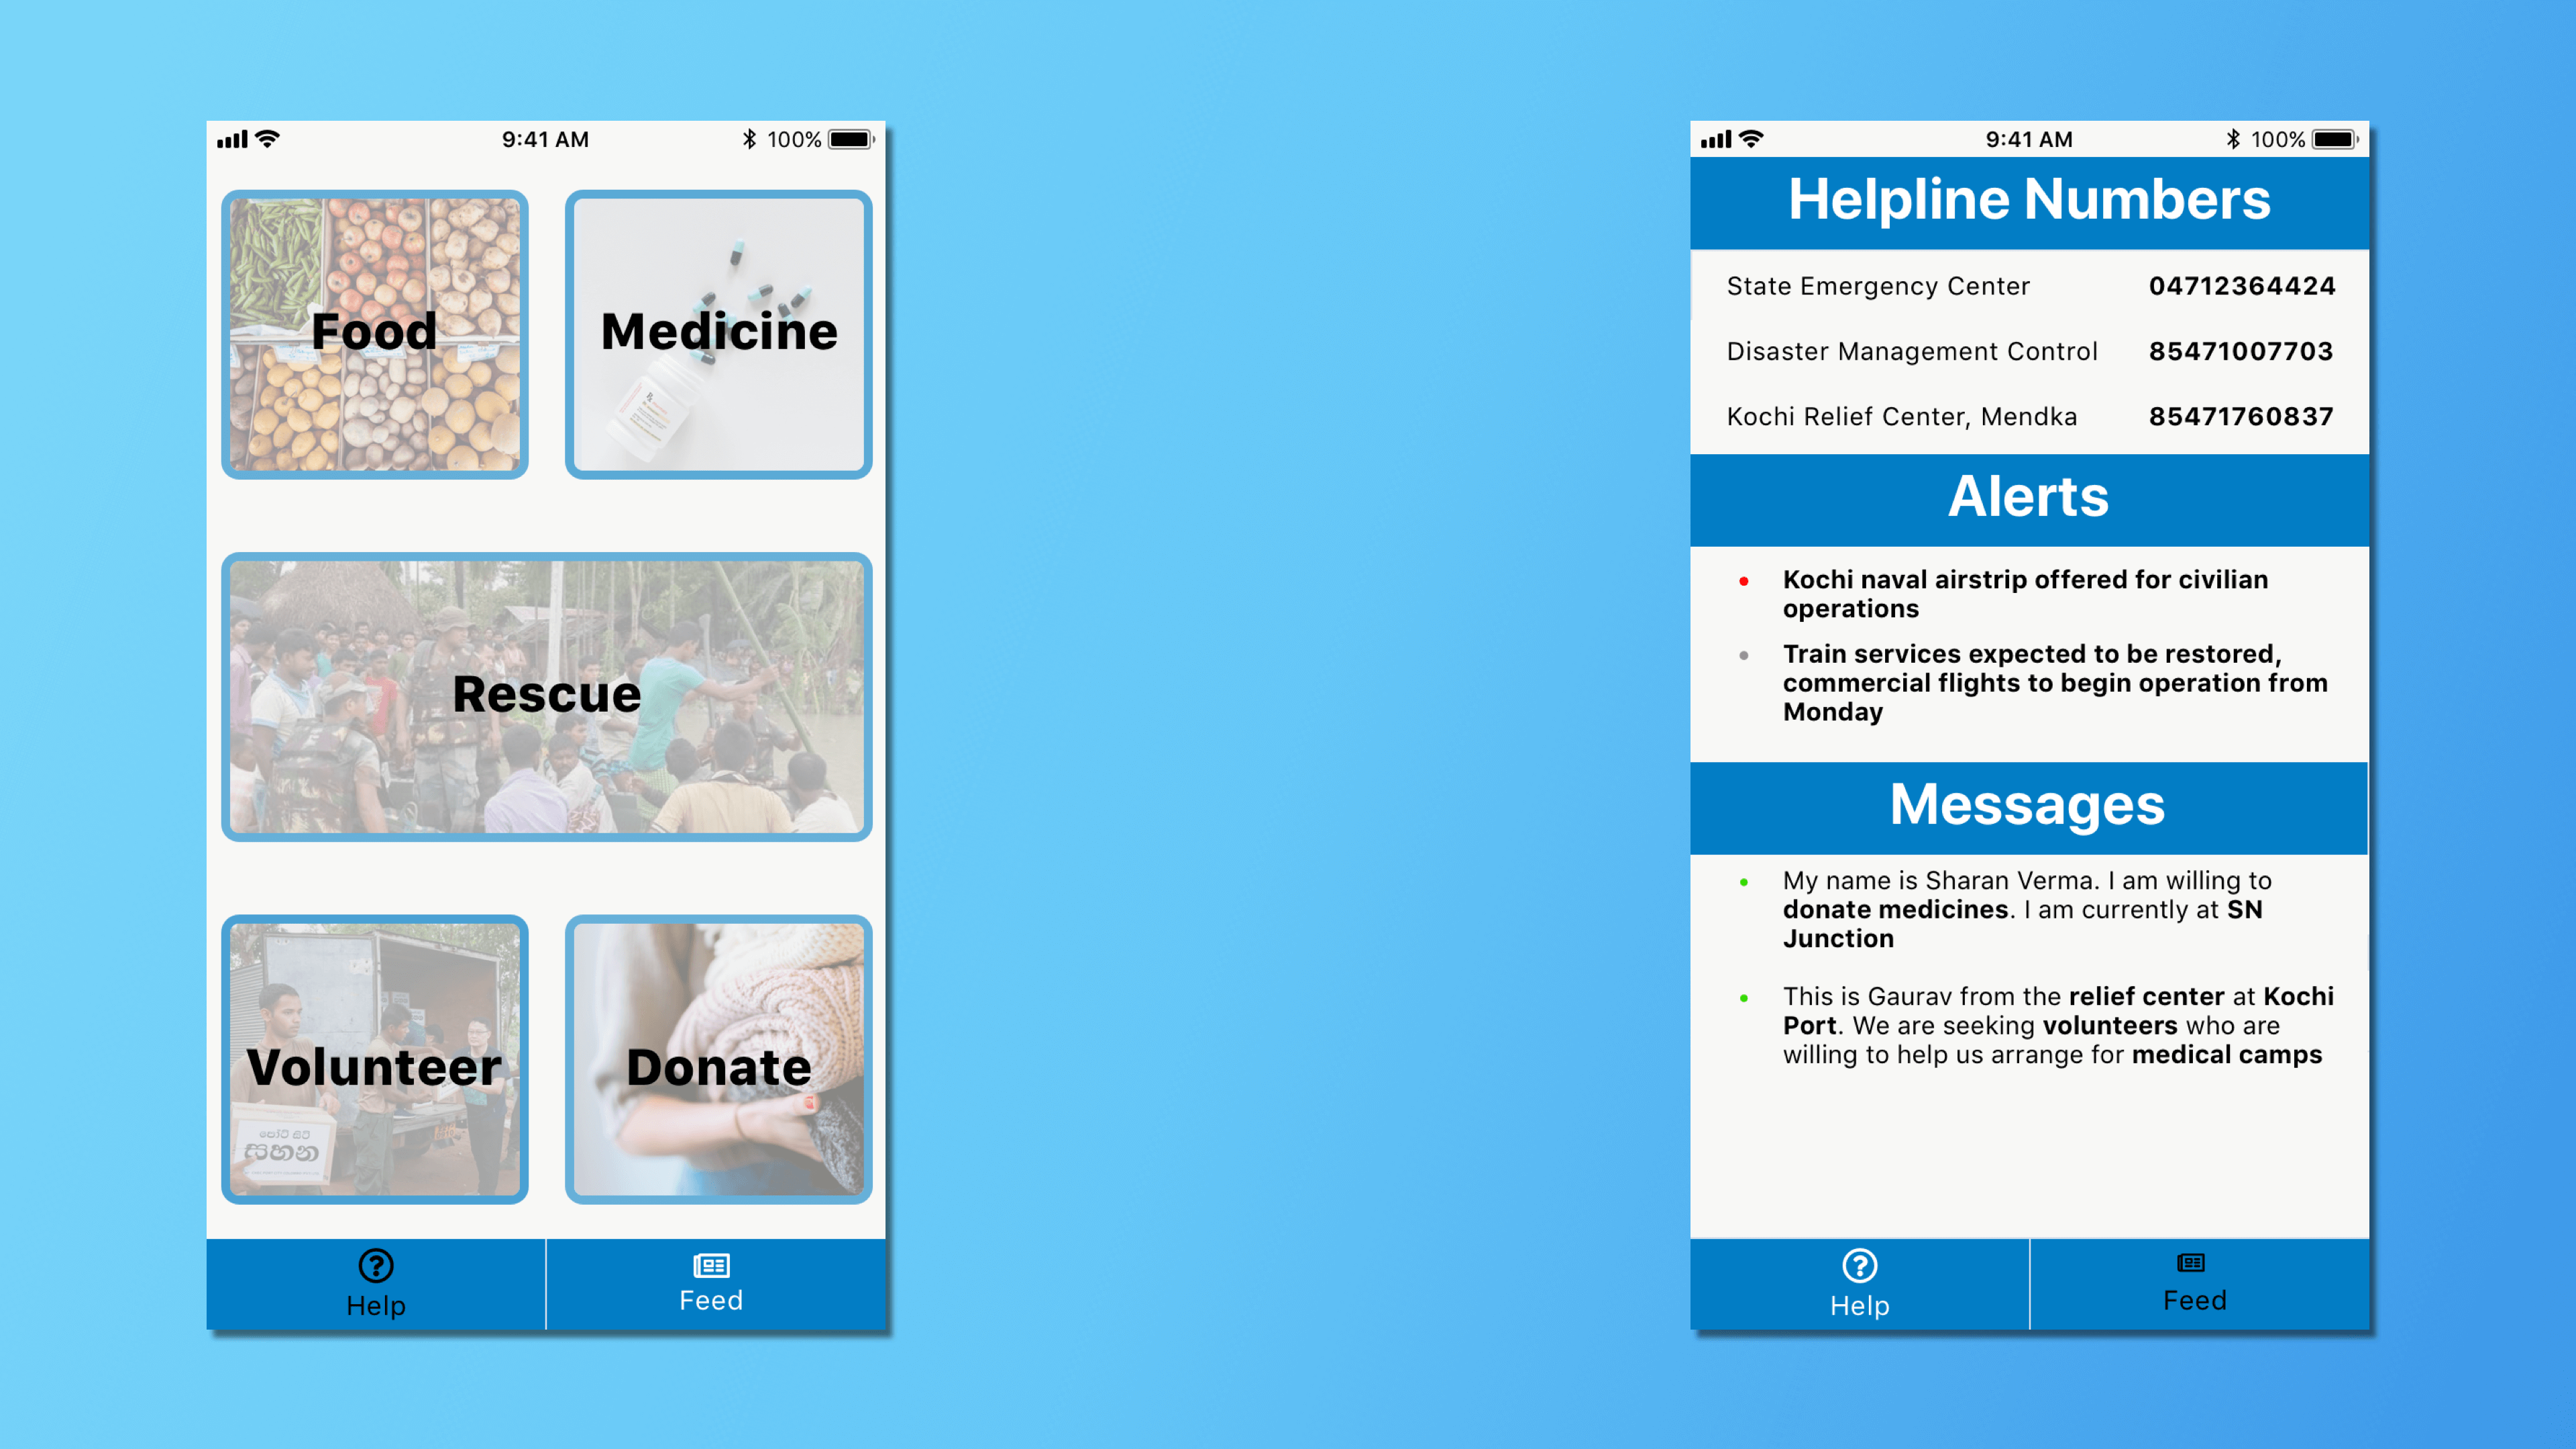 9:41 AM
100%
Food
Medicine
Rescue
Volunteer
Donate
සහන
Help
Feed
9:41 AM
100%
Helpline Numbers
State Emergency Center 04712364424
Disaster Management Control 85471007703
Kochi Relief Center, Mendka 85471760837
Alerts
Kochi naval airstrip offered for civilian
operations
Train services expected to be restored,
commercial flights to begin operation from
Monday
Messages
My name is Sharan Verma. I am willing to
donate medicines. I am currently at SN
Junction
This is Gaurav from the relief center at Kochi
Port. We are seeking volunteers who are
willing to help us arrange for medical camps
Help
Feed